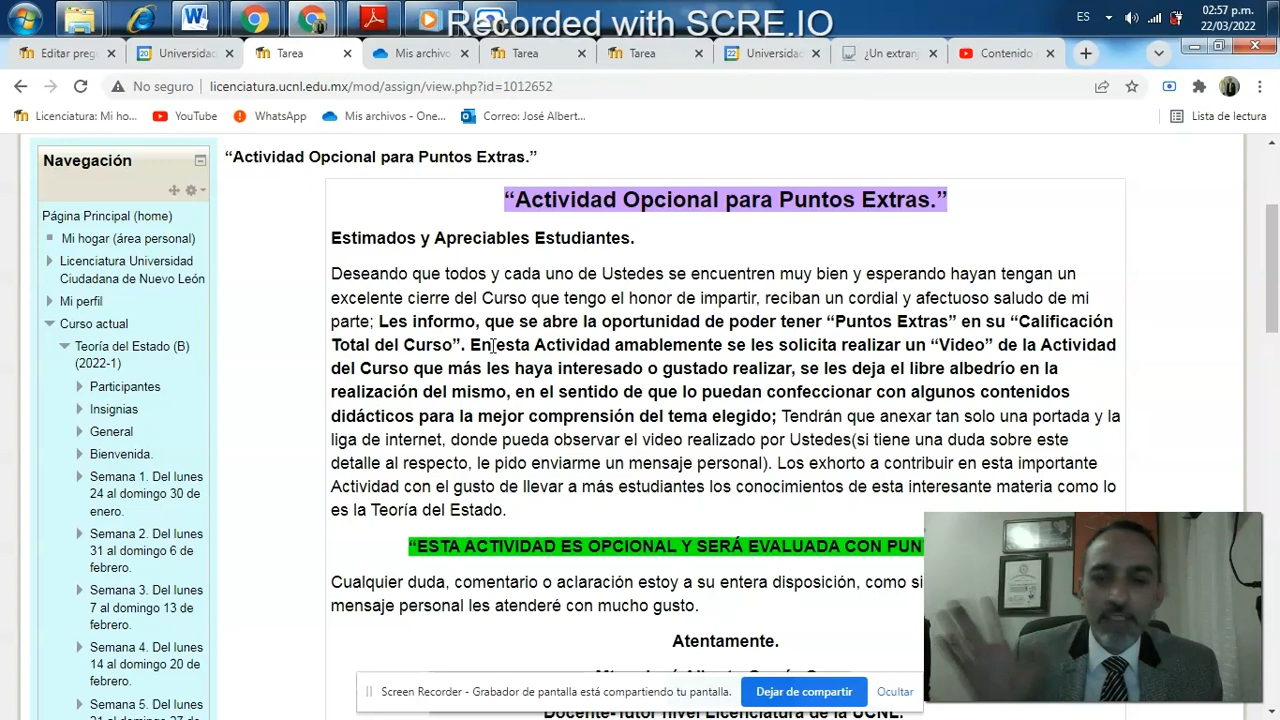 Recorded with SCRE.IO
ES
02:57 p.m.
22/03/2022
Editar preg
Universidad
Tarea
Mis archivo
Tarea
Tarea
Universida
¿Un extran
Contenido
No seguro
licenciatura.ucnl.edu.mx/mod/assign/view.php?id=1012652
Licenciatura: Mi ho...
YouTube
WhatsApp
Mis archivos - One...
Correo: José Albert...
Lista de lectura
Navegación
Página Principal (home)
Mi hogar (área personal)
Licenciatura Universidad
Ciudadana de Nuevo León
Mi perfil
Curso actual
Teoría del Estado (B)
(2022-1)
Participantes
Insignias
General
Bienvenida.
Semana 1. Del lunes
24 al domingo 30 de
enero.
Semana 2. Del lunes
31 al domingo 6 de
febrero.
Semana 3. Del lunes
7 al domingo 13 de
febrero.
Semana 4. Del lunes
14 al domingo 20 de
febrero.
Semana 5. Del lunes
“Actividad Opcional para Puntos Extras.”
“Actividad Opcional para Puntos Extras.”
Estimados y Apreciables Estudiantes.
Deseando que todos y cada uno de Ustedes se encuentren muy bien y esperando hayan tengan un
excelente cierre del Curso que tengo el honor de impartir, reciban un cordial y afectuoso saludo de mi
parte; Les informo, que se abre la oportunidad de poder tener “Puntos Extras” en su “Calificación
Total del Curso”. En esta Actividad amablemente se les solicita realizar un “Video” de la Actividad
del Curso que más les haya interesado o gustado realizar, se les deja el libre albedrío en la
realización del mismo, en el sentido de que lo puedan confeccionar con algunos contenidos
didácticos para la mejor comprensión del tema elegido; Tendrán que anexar tan solo una portada y la
liga de internet, donde pueda observar el video realizado por Ustedes(si tiene una duda sobre este
detalle al respecto, le pido enviarme un mensaje personal). Los exhorto a contribuir en esta importante
Actividad con el gusto de llevar a más estudiantes los conocimientos de esta interesante materia como lo
es la Teoría del Estado.
“ESTA ACTIVIDAD ES OPCIONAL Y SERÁ EVALUADA CON PUN
Cualquier duda, comentario o aclaración estoy a su entera disposición, como si
mensaje personal les atenderé con mucho gusto.
Atentamente.
Screen Recorder - Grabador de pantalla está compartiendo tu pantalla.
Dejar de compartir
Ocultar
Docente-Tutor nivel Licenciatura de la UCNL.